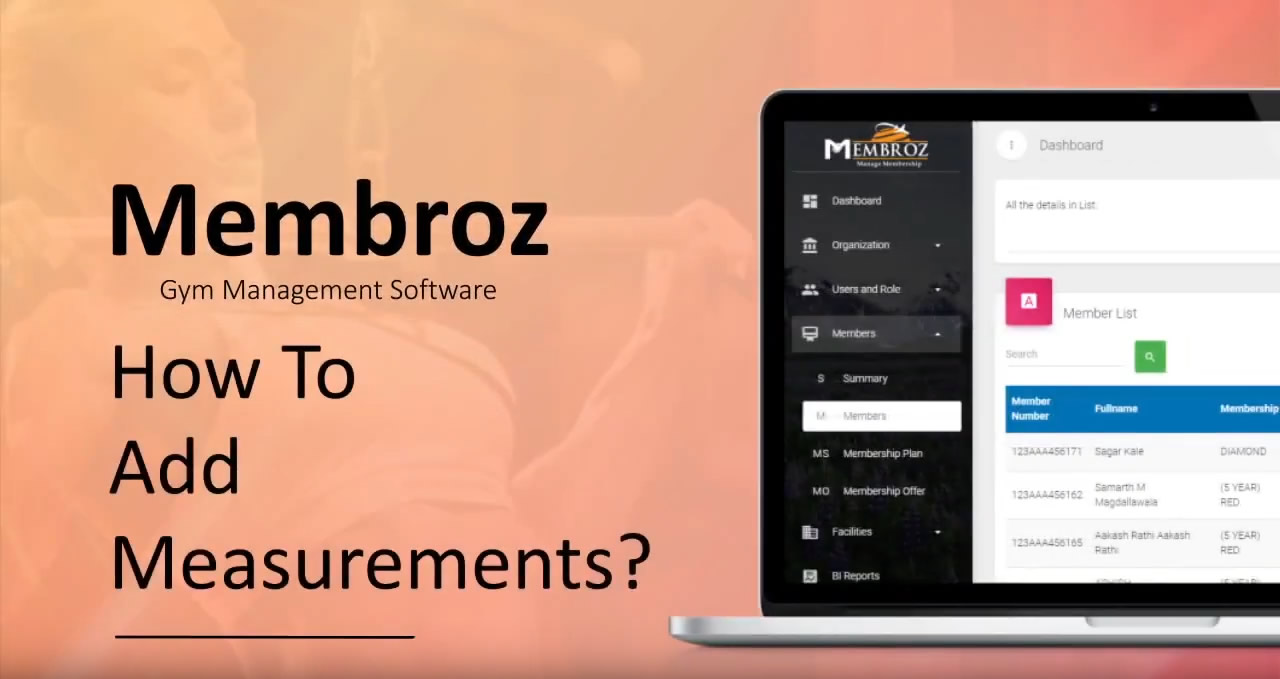 Membroz
Gym Management Software
How To
Add
Measurements?
MEMBROZ
Manage Membership
Dashboard
Organization
Users and Role
Members
S Summary
M Members
MS Membership Plan
MO Membership Offer
Facilities
BI Reports
Dashboard
All the details in List.
A
Member List
Search
Member Number Fullname Membership
123AAA456171 Sagar Kale DIAMOND
123AAA456162 Samarth M Magdallawala (5 YEAR) RED
123AAA456165 Aakash Rathi Aakash Rathi (5 YEAR) RED